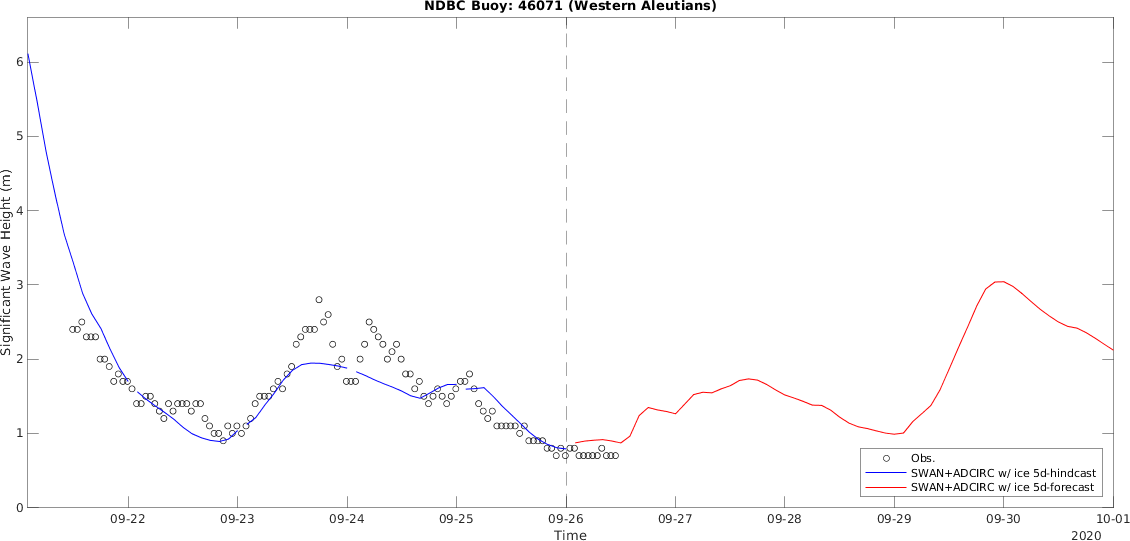 NDBC Buoy: 46071 (Western Aleutians)
Significant Wave Height (m)
6
5
4
3
2
1
0
Obs.
SWAN+ADCIRC w/ ice 5d-hindcast
SWAN+ADCIRC w/ ice 5d-forecast
09-22 09-23 09-24 09-25 09-26 09-27 09-28 09-29 09-30 10-01
Time
2020